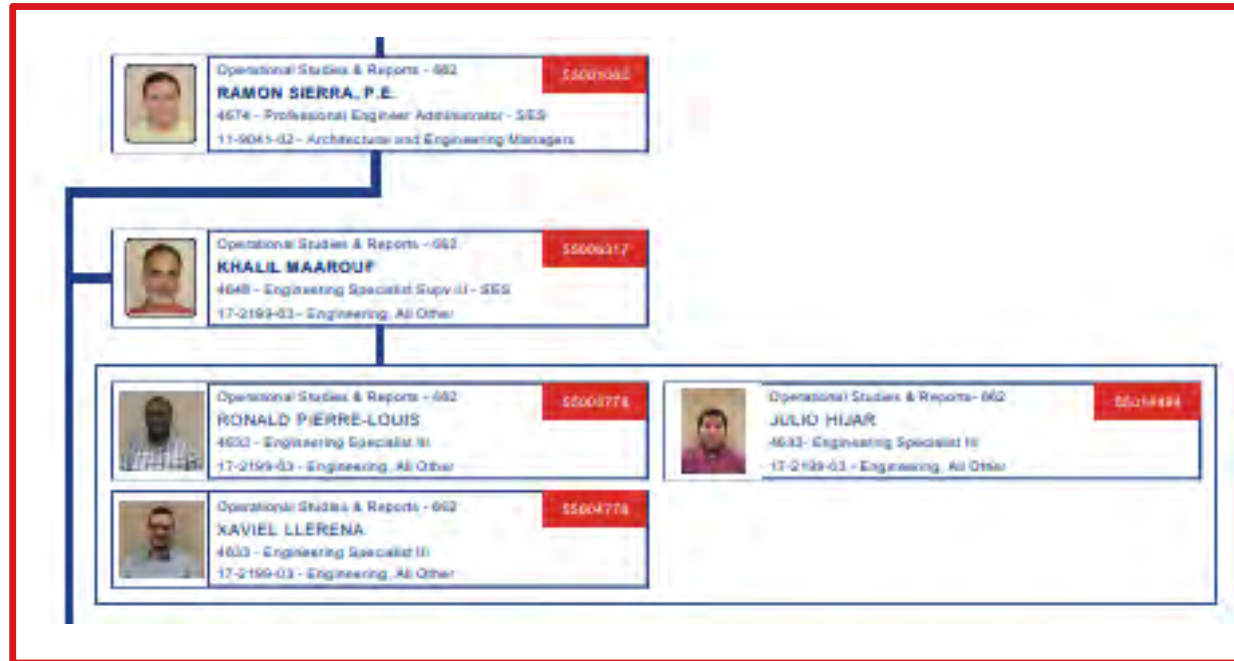 Operational Studies & Reports - 662
RAMON SIERRA, P.E.
4674 - Professional Engineer Administrator - SES
11-9041-02 - Architecture and Engineering Managers
Operational Studies & Reports - 662
55006317
KHALIL MAAROUF
Engineering Specialist Supv III - SES
17-2199-03 - Engineering, All Other
Operational Studies & Reports - 662
RONALD PIERRE-LOUIS
4633 - Engineering Specialist III
17-2199-03 - Engineering, All Other
Operational Studies & Reports- 662
JULIO HIJAR
4633- Engineering Specialist III
17-2199-03 - Engineering, All Other
Operational Studies & Reports - 662
XAVIEL LLERENA
4633 - Engineering Specialist III
17-2199-03 - Engineering, All Other